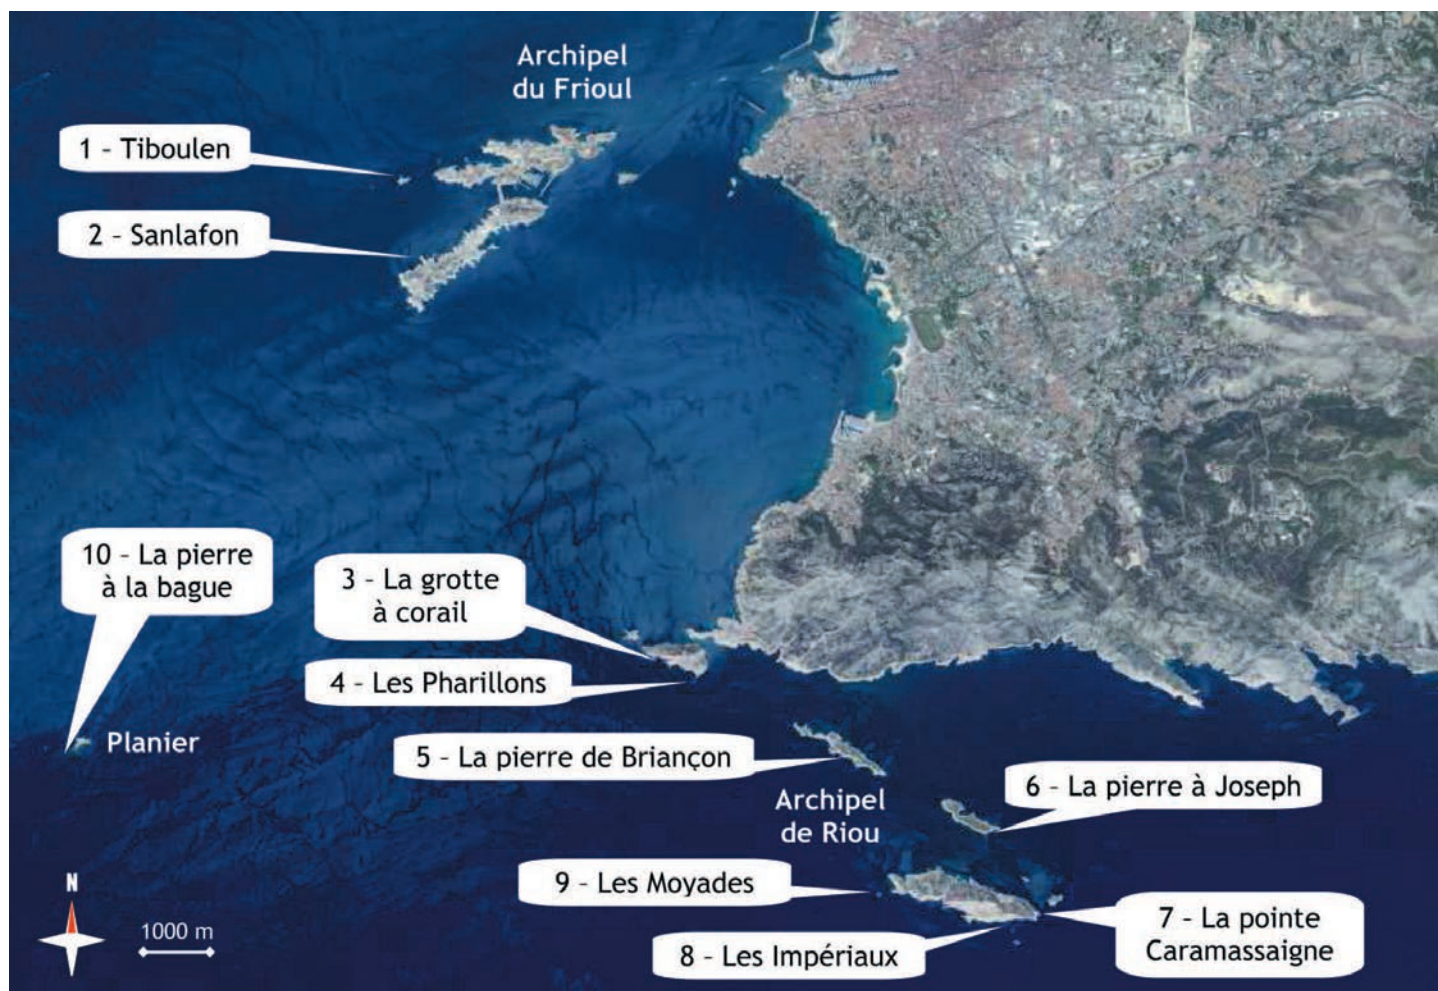 Archipel
du Frioul
1 – Tiboulen
2 – Sanlafon
10 – La pierre
à la bague
3 – La grotte
à corail
4 – Les Pharillons
Planier
5 – La pierre de Briançon
6 – La pierre à Joseph
Archipel
de Riou
9 – Les Moyades
7 – La pointe
Caramassaigne
8 – Les Impériaux
N
1000 m